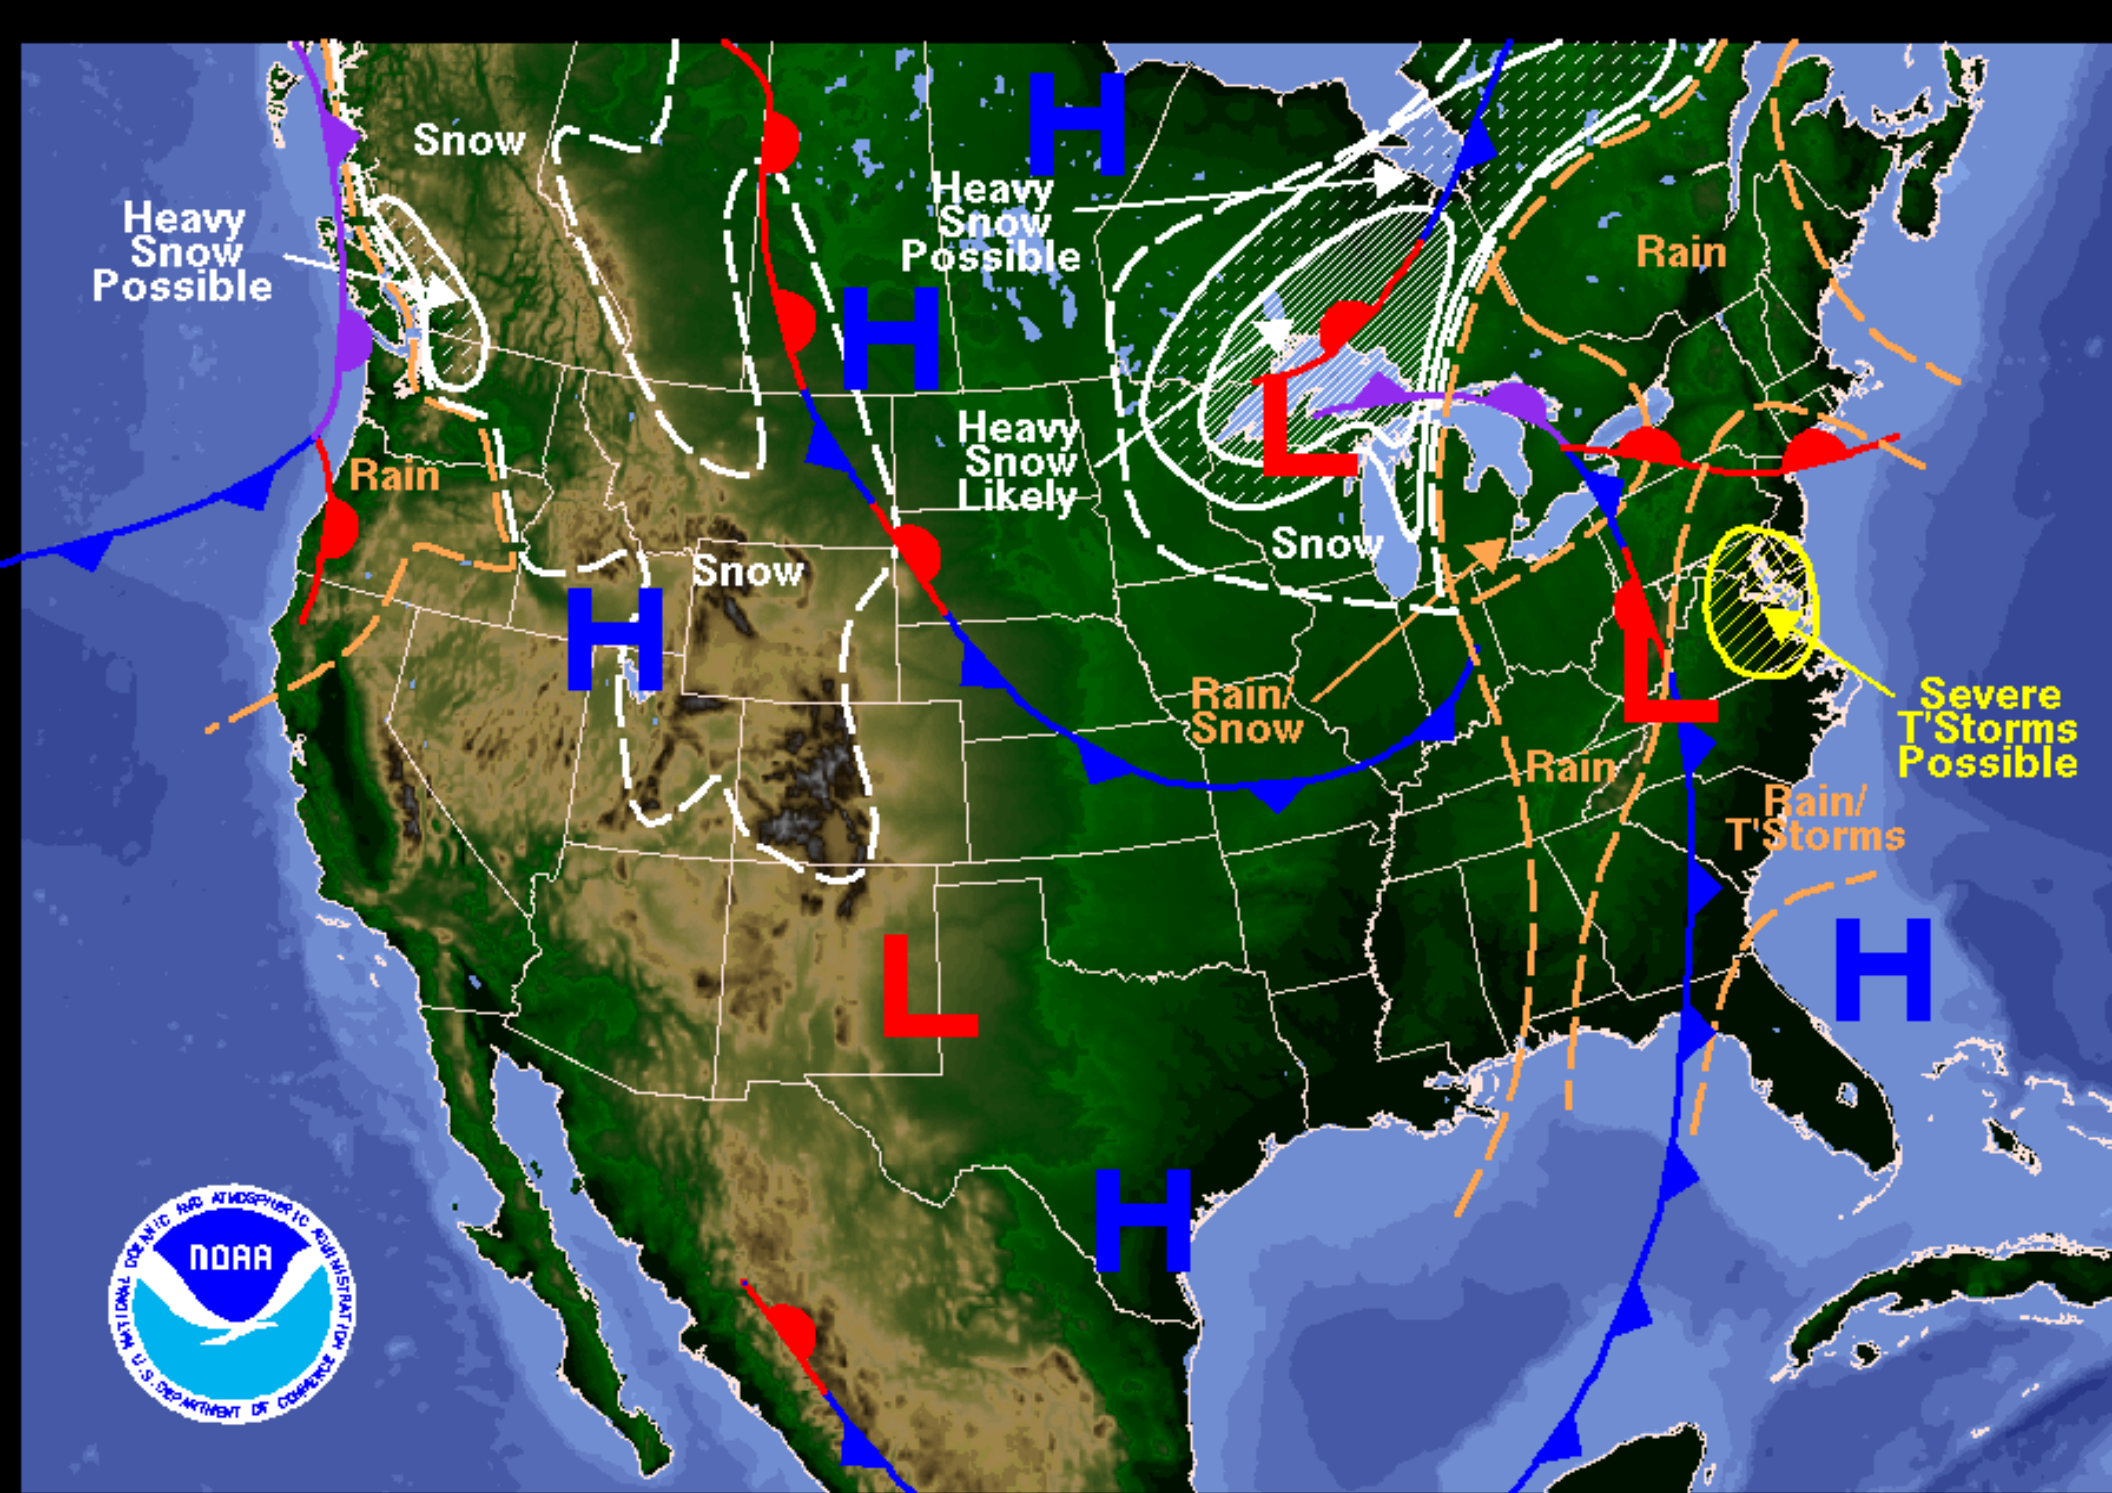 H
Snow
Heavy
Snow
Possible
Heavy
Snow
Possible
Rain
H
Heavy
Snow
Likely
L
Rain
Snow
Snow
H
Rain/
Snow
L
Severe
T'Storms
Possible
Rain
Rain/
T'Storms
L
H
H
NATIONAL OCEANIC AND ATMOSPHERIC ADMINISTRATION
NOAA
U.S. DEPARTMENT OF COMMERCE